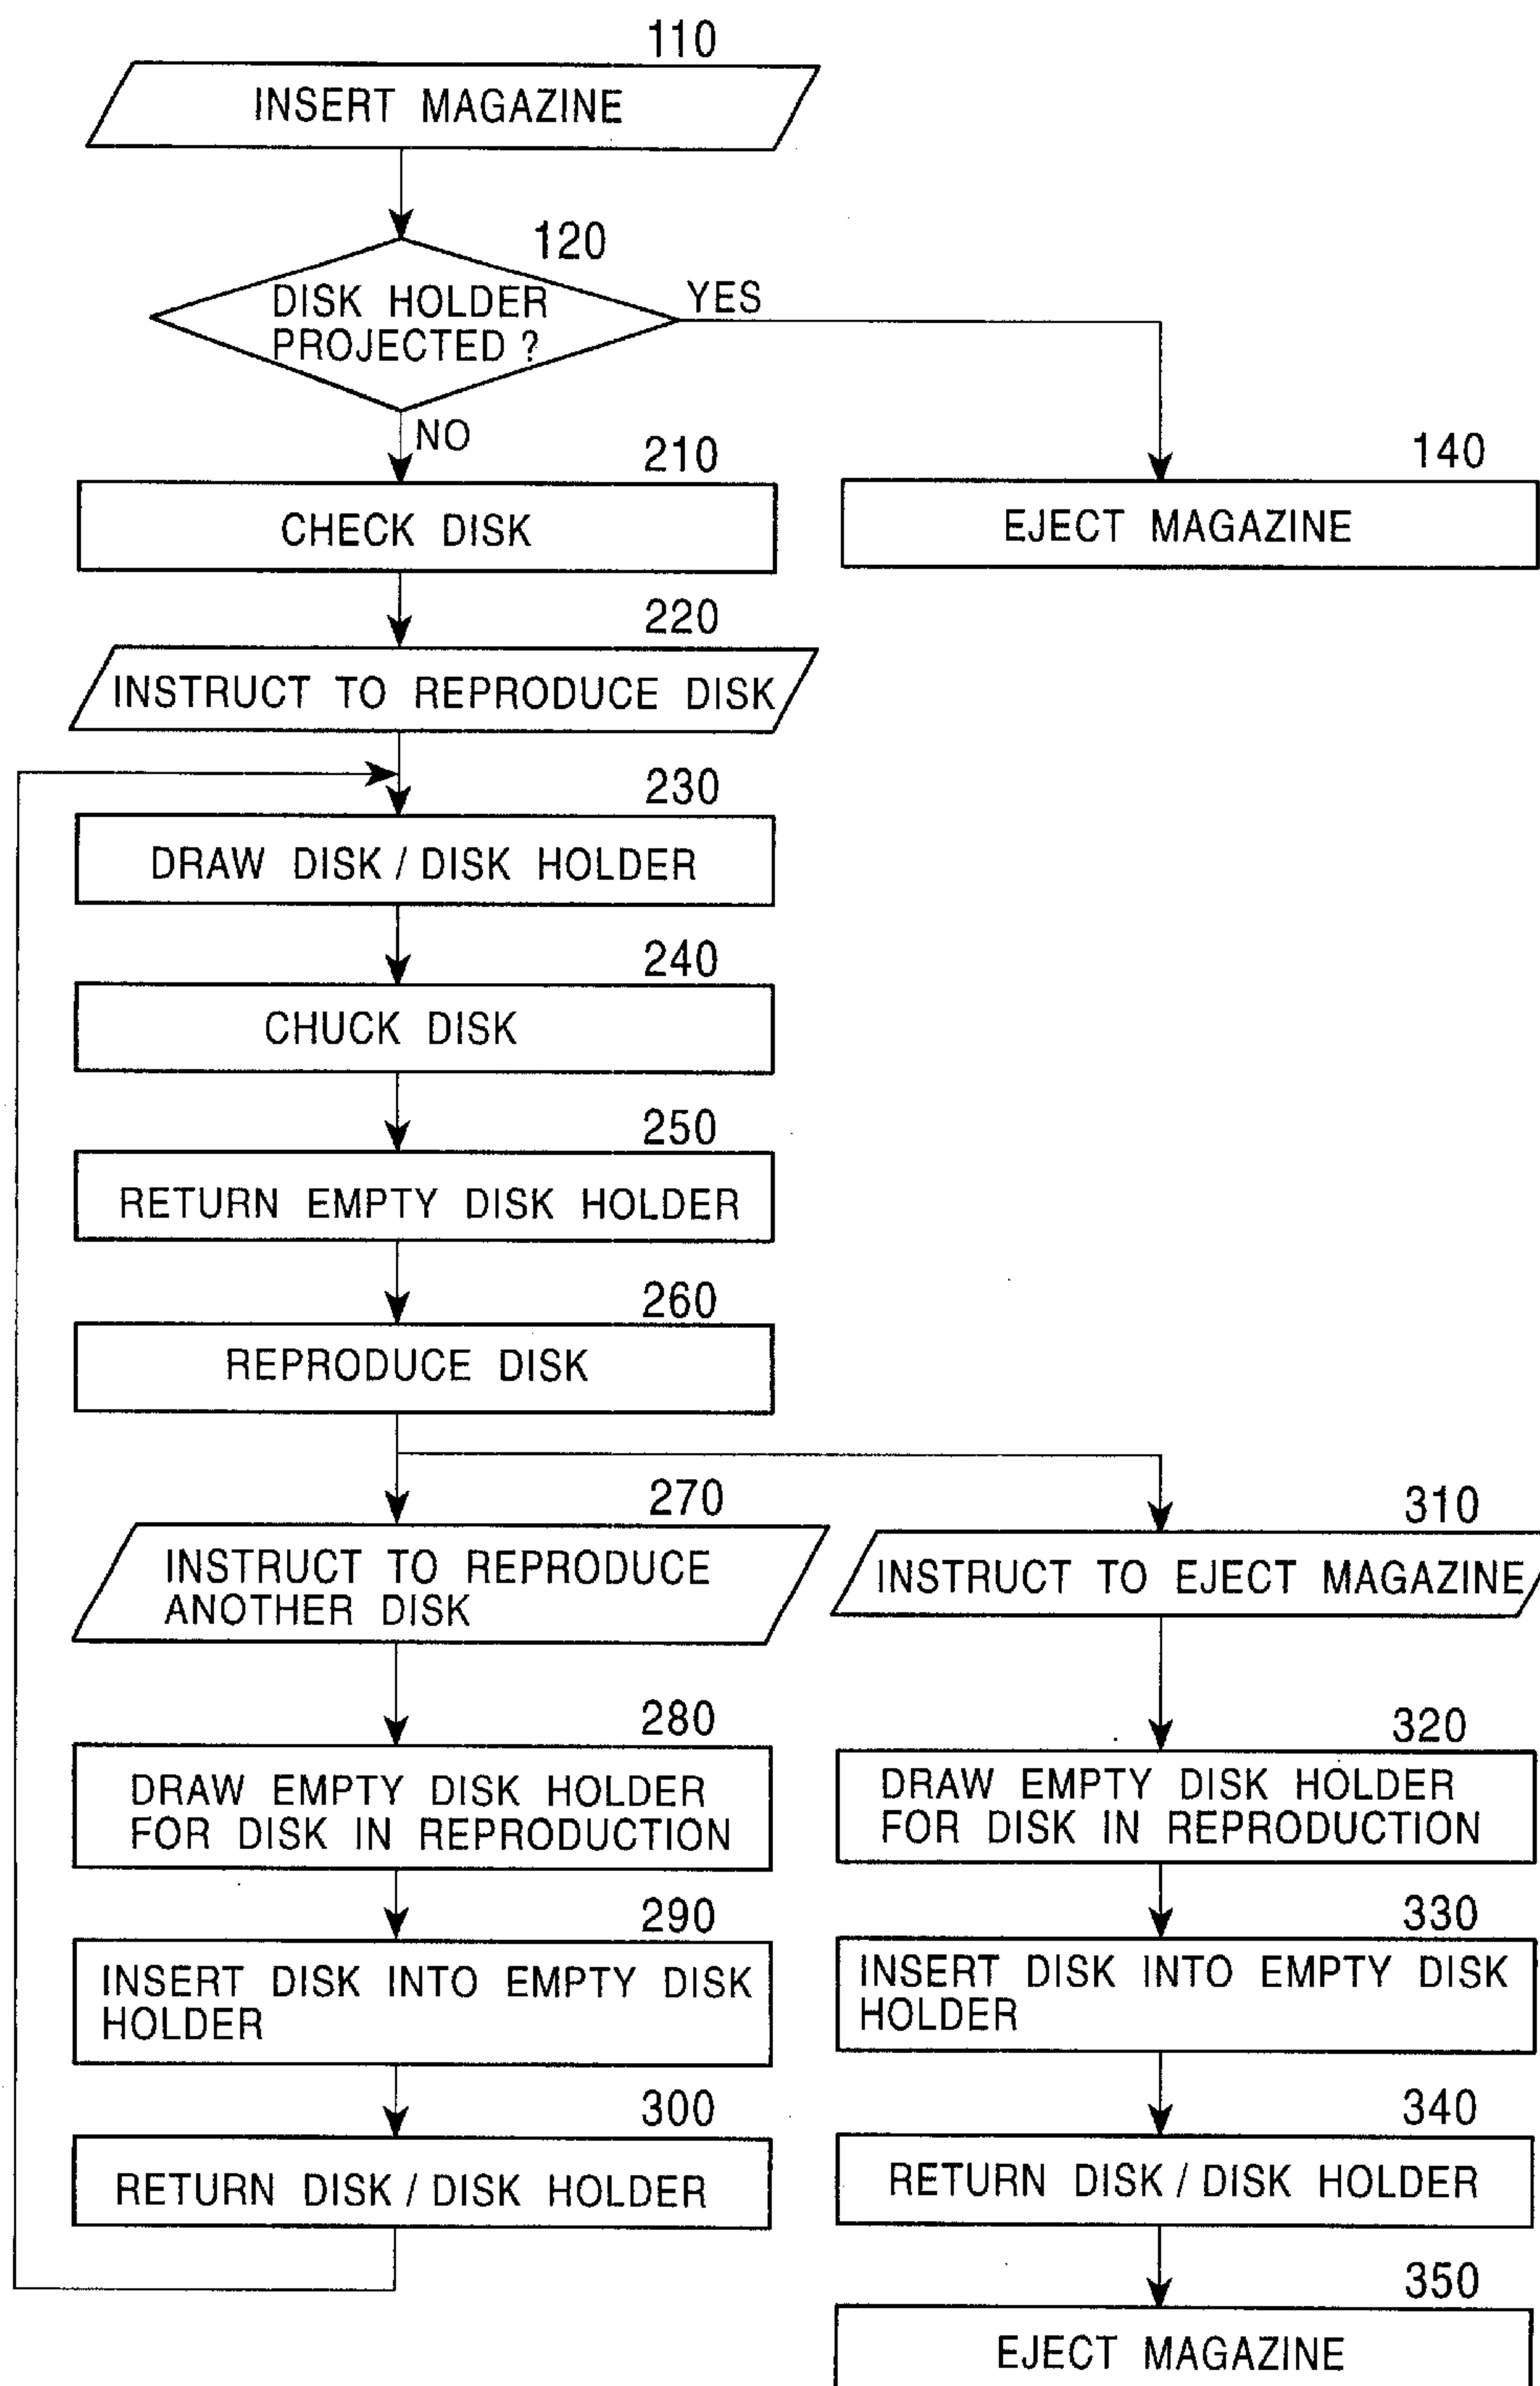 110
INSERT MAGAZINE
120
DISK HOLDER
PROJECTED ?
YES
NO
210
CHECK DISK
140
EJECT MAGAZINE
220
INSTRUCT TO REPRODUCE DISK
230
DRAW DISK / DISK HOLDER
240
CHUCK DISK
250
RETURN EMPTY DISK HOLDER
260
REPRODUCE DISK
270
INSTRUCT TO REPRODUCE
ANOTHER DISK
310
INSTRUCT TO EJECT MAGAZINE
280
DRAW EMPTY DISK HOLDER
FOR DISK IN REPRODUCTION
320
DRAW EMPTY DISK HOLDER
FOR DISK IN REPRODUCTION
290
INSERT DISK INTO EMPTY DISK
HOLDER
330
INSERT DISK INTO EMPTY DISK
HOLDER
300
RETURN DISK / DISK HOLDER
340
RETURN DISK / DISK HOLDER
350
EJECT MAGAZINE